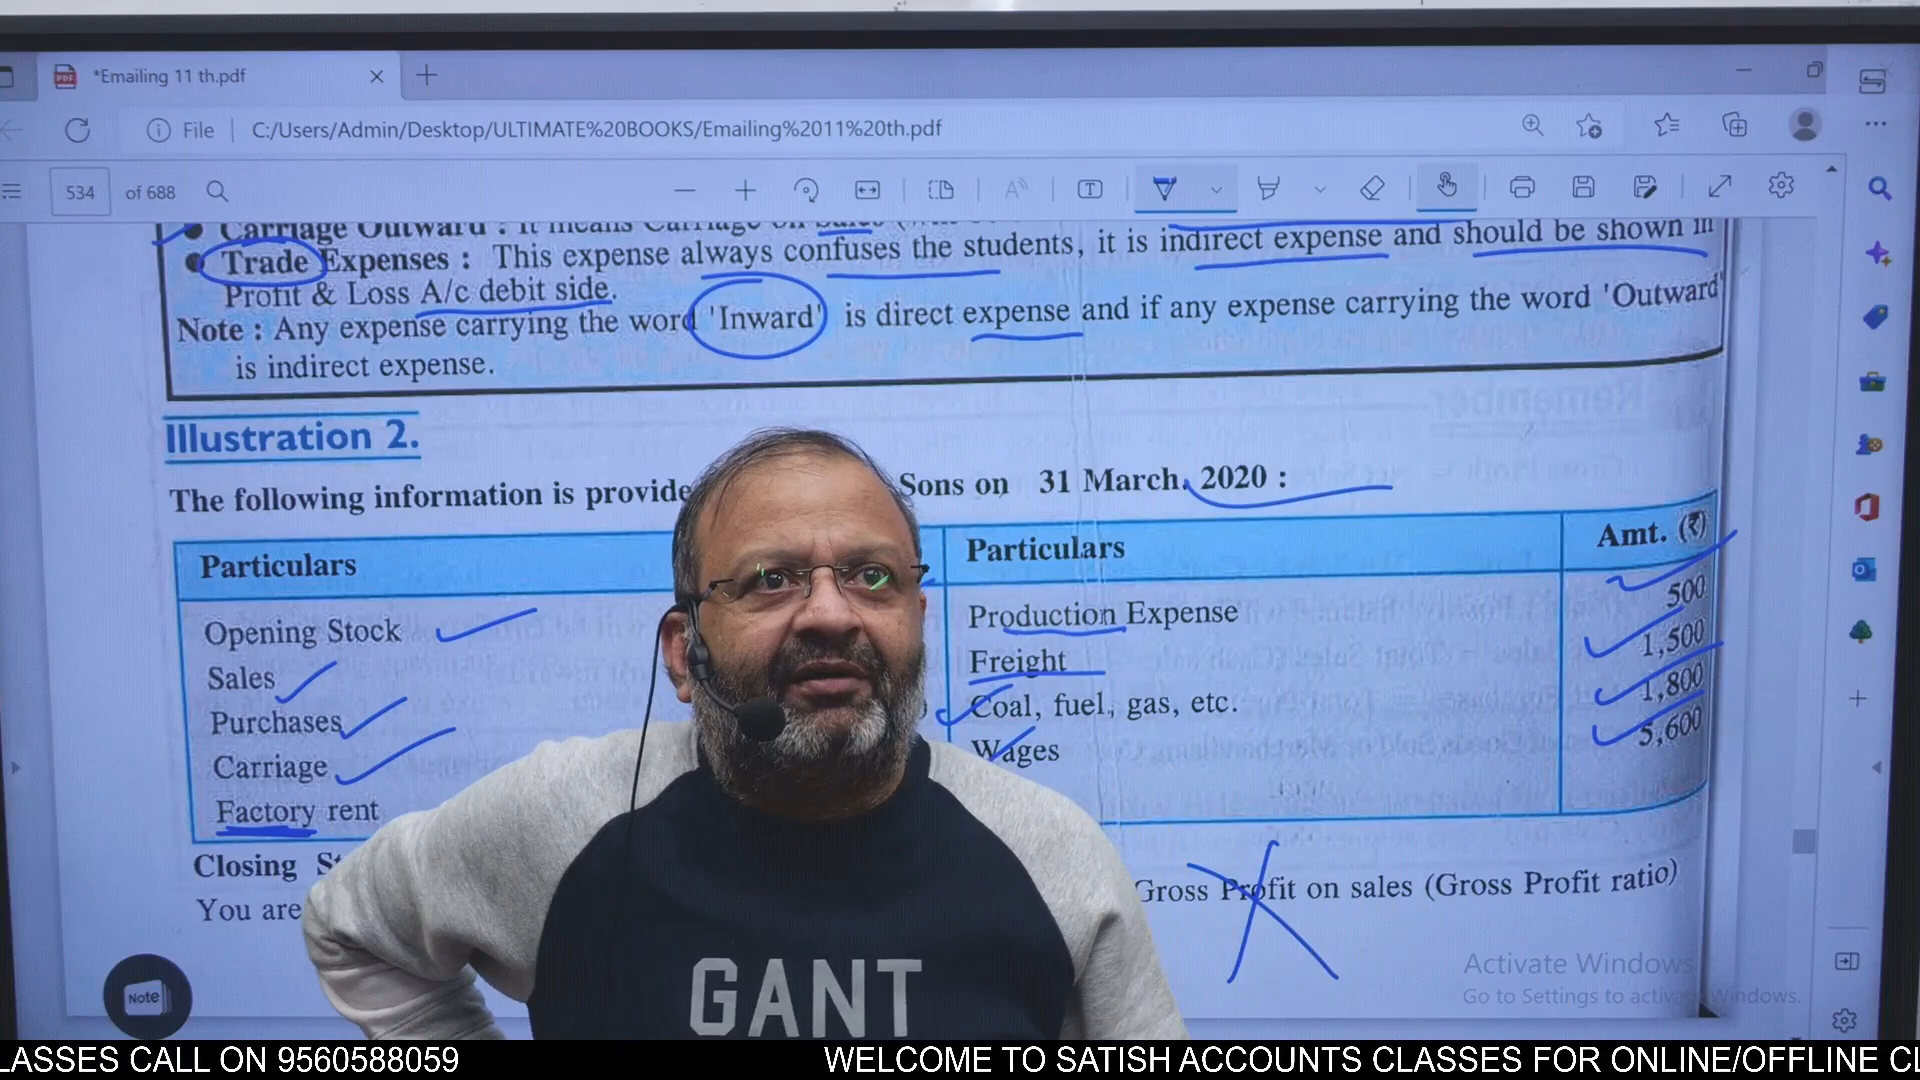 *Emailing 11 th.pdf
File
C:/Users/Admin/Desktop/ULTIMATE%20BOOKS/Emailing%2011%20th.pdf
534 of 688
Carriage Outward : It means Carriage on
Trade Expenses : This expense always confuses the students, it is indirect expense and should be shown in
Profit & Loss A/c debit side.
Note : Any expense carrying the word 'Inward' is direct expense and if any expense carrying the word 'Outward'
is indirect expense.
Illustration 2.
The following information is provide Sons on 31 March, 2020 :
Particulars Particulars Amt. (₹)
Opening Stock Production Expense 500
Sales Freight 1,500
Purchases Coal, fuel, gas, etc. 1,800
Carriage Wages 5,600
Factory rent
Closing
You are Gross Profit on sales (Gross Profit ratio)
GANT
Note
Activate Windows
Go to Settings to activate Windows.
LASSES CALL ON 9560588059 WELCOME TO SATISH ACCOUNTS CLASSES FOR ONLINE/OFFLINE CL